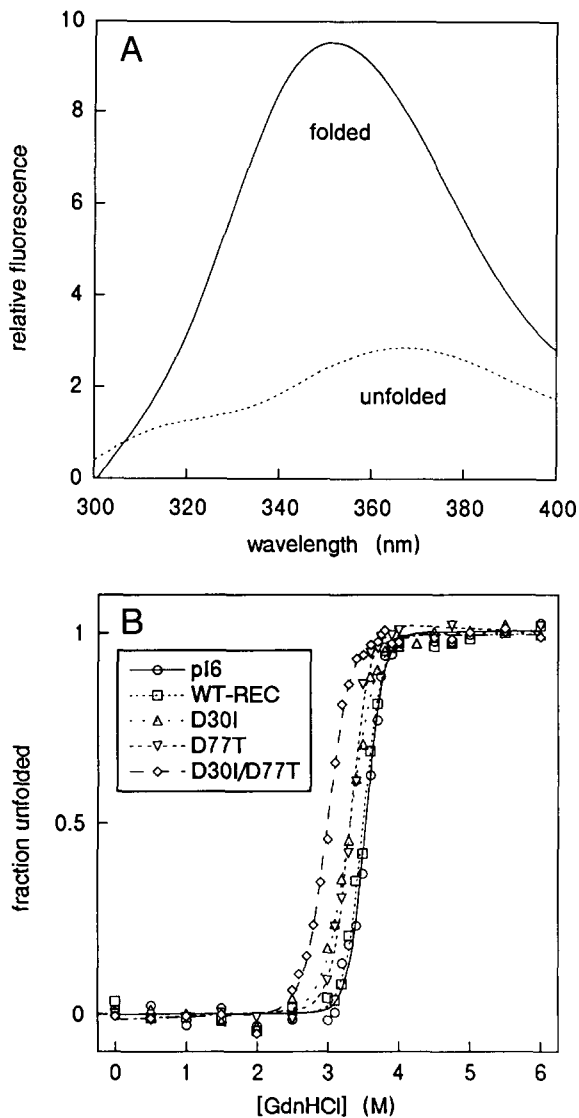 A
10
8
6
4
2
0
relative fluorescence
folded
unfolded
300 320 340 360 380 400
wavelength (nm)
B
1
0.5
0
fraction unfolded
pI6
WT-REC
D30I
D77T
D30I/D77T
0 1 2 3 4 5 6
[GdnHCl] (M)